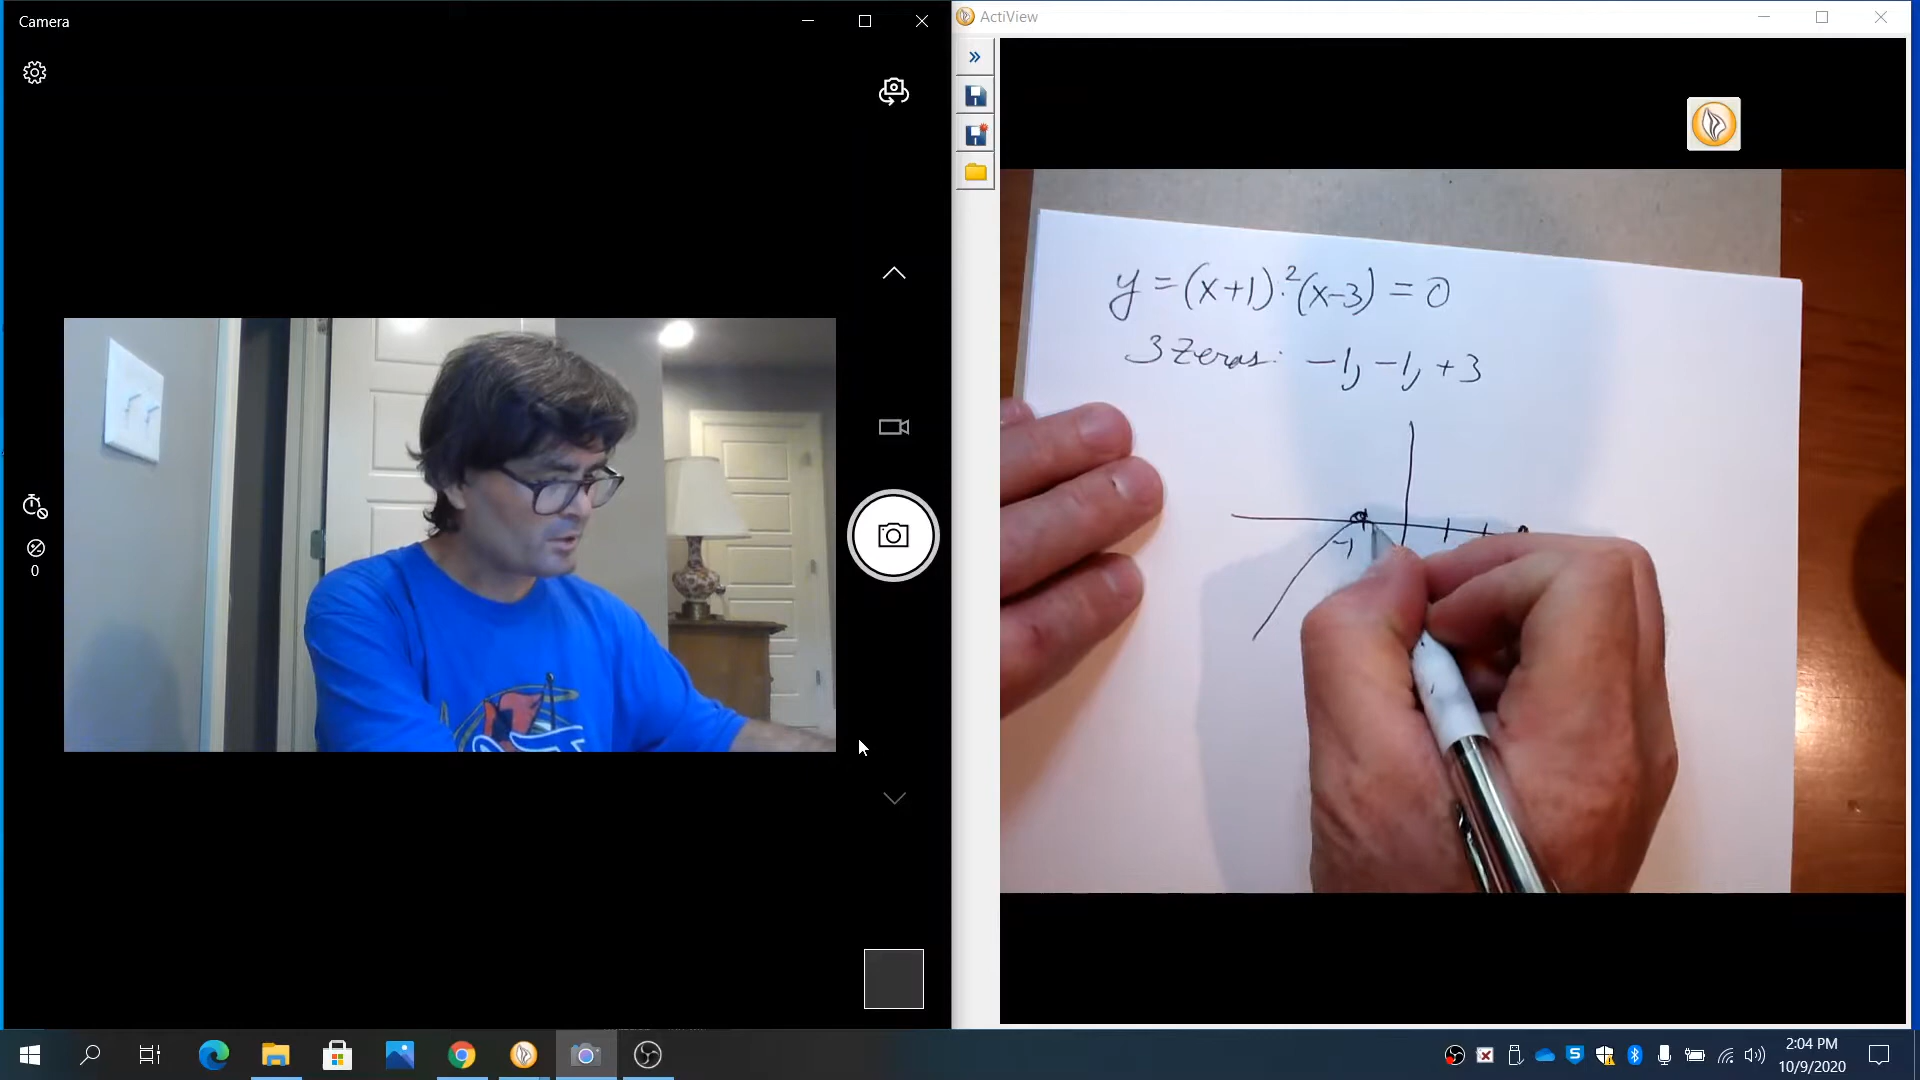 Camera
ActiView
y = (x+1)²·(x-3) = 0
3 zeros: -1, -1, +3
-1
0
2:04 PM
10/9/2020